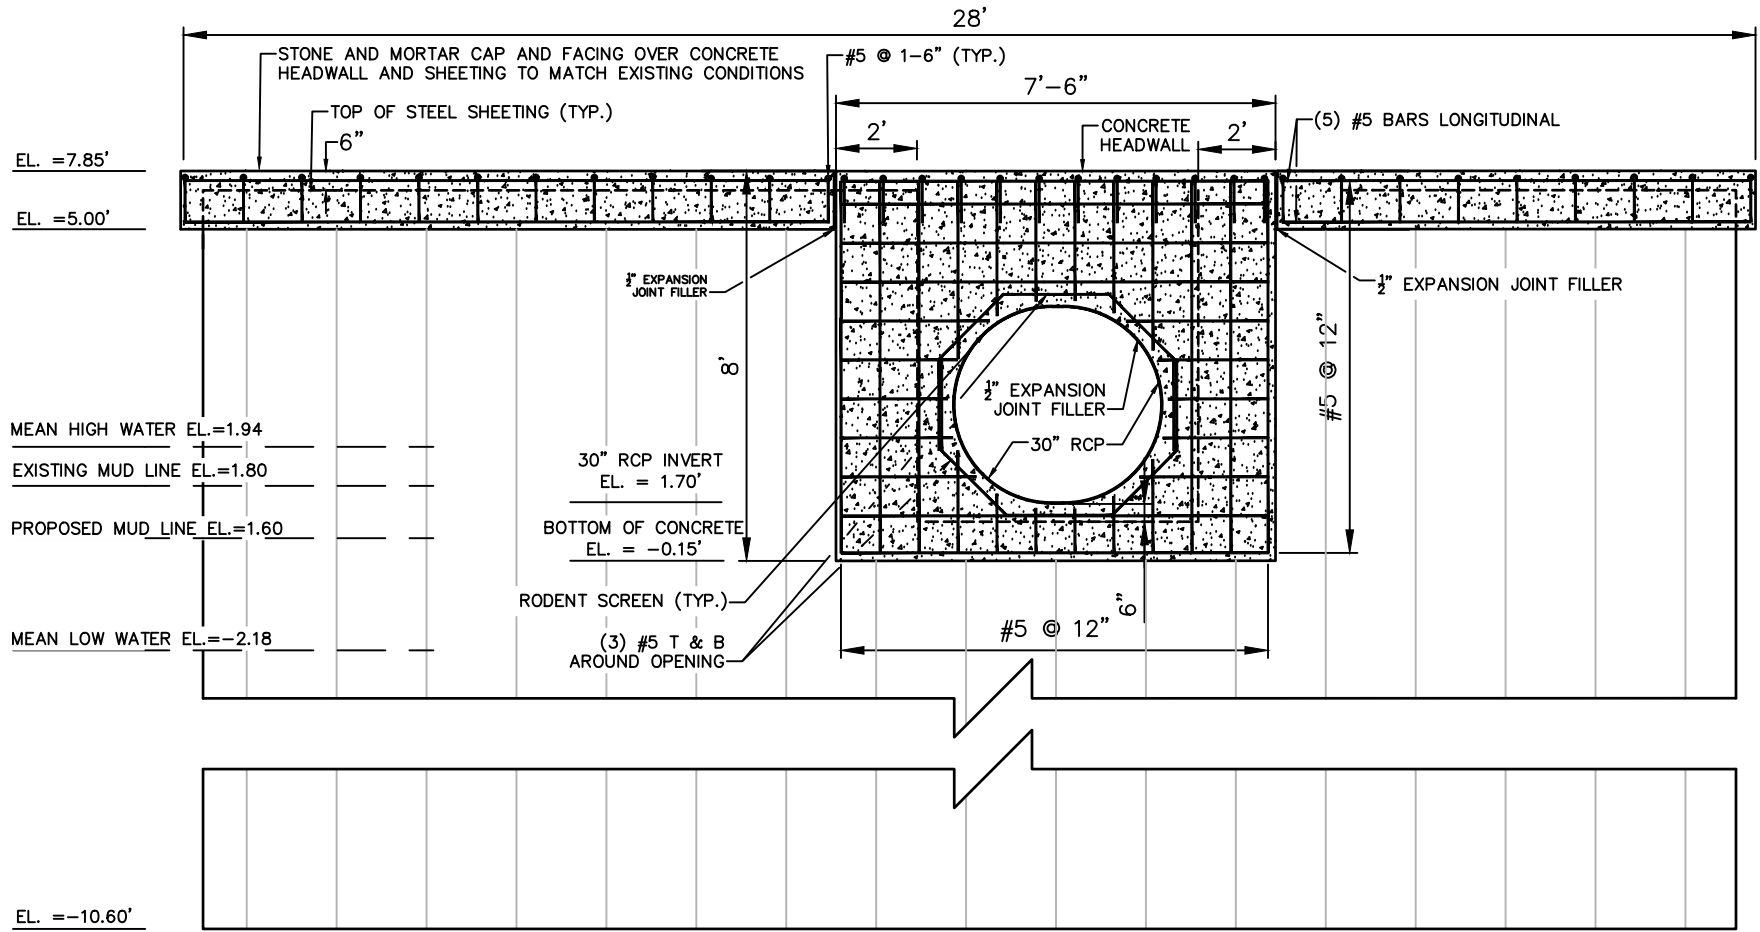 28'
STONE AND MORTAR CAP AND FACING OVER CONCRETE
HEADWALL AND SHEETING TO MATCH EXISTING CONDITIONS
#5 @ 1-6" (TYP.)
7'-6"
TOP OF STEEL SHEETING (TYP.)
6"
2'
CONCRETE
HEADWALL
2'
(5) #5 BARS LONGITUDINAL
EL. =7.85'
EL. =5.00'
½" EXPANSION
JOINT FILLER
½" EXPANSION JOINT FILLER
8'
#5 @ 12"
½" EXPANSION
JOINT FILLER
30" RCP
MEAN HIGH WATER EL.=1.94
EXISTING MUD LINE EL.=1.80
30" RCP INVERT
EL. = 1.70'
PROPOSED MUD LINE EL.=1.60
BOTTOM OF CONCRETE
EL. = -0.15'
RODENT SCREEN (TYP.)
6"
#5 @ 12"
MEAN LOW WATER EL.=-2.18
(3) #5 T & B
AROUND OPENING
EL. =-10.60'